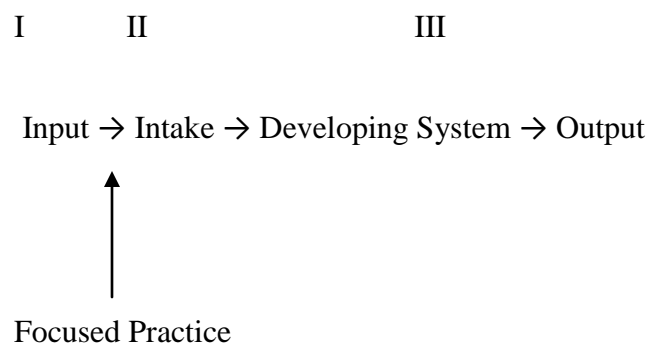 I II III
Input → Intake → Developing System → Output
Focused Practice